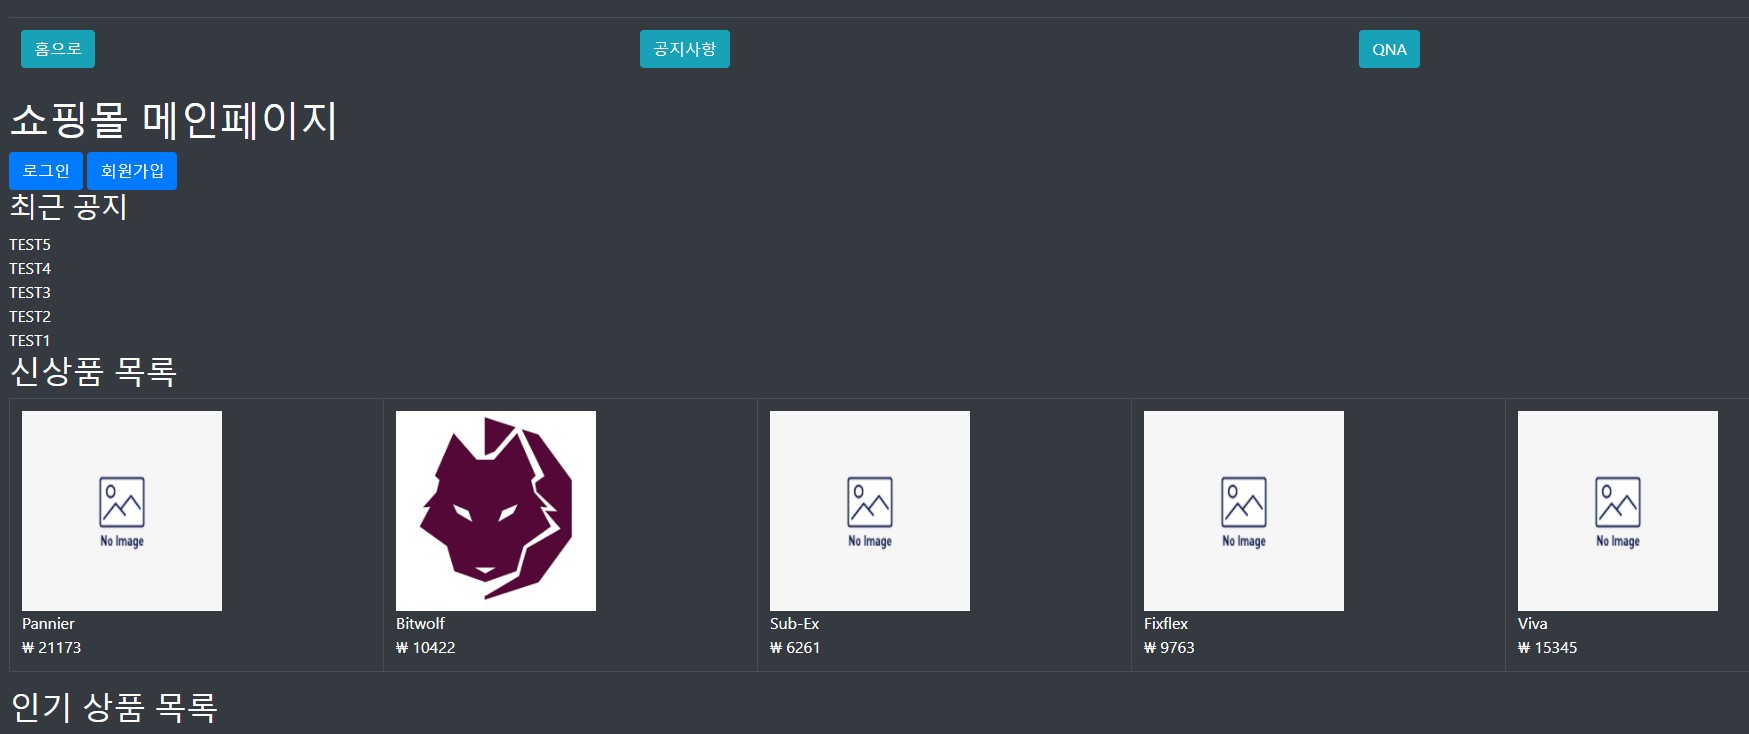 홈으로 공지사항 QNA
쇼핑몰 메인페이지
로그인 회원가입
최근 공지
TEST5
TEST4
TEST3
TEST2
TEST1
신상품 목록
No Image No Image No Image No Image
Pannier Bitwolf Sub-Ex Fixflex Viva
₩ 21173 ₩ 10422 ₩ 6261 ₩ 9763 ₩ 15345
인기 상품 목록